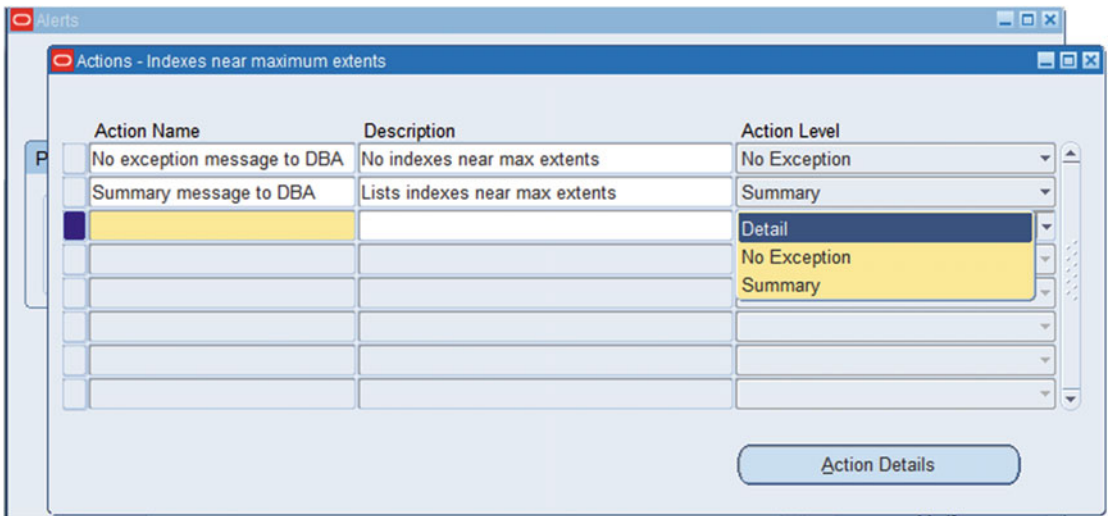 Alerts
Actions - Indexes near maximum extents
Action Name Description Action Level
P No exception message to DBA No indexes near max extents No Exception
Summary message to DBA Lists indexes near max extents Summary
Detail
No Exception
Summary
Action Details